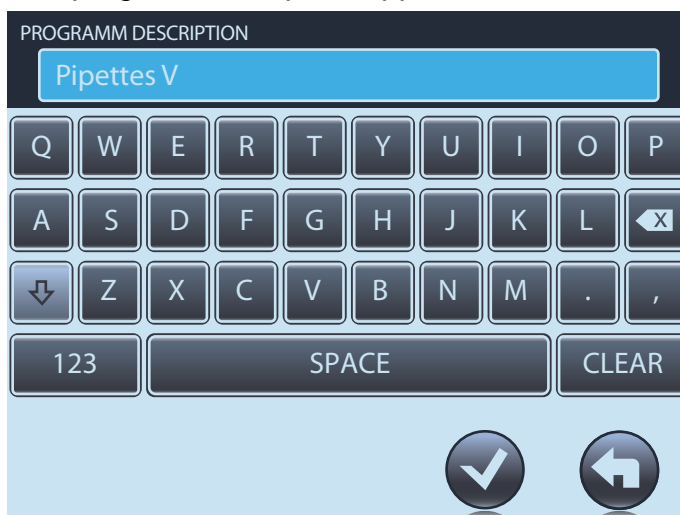 PROGRAMM DESCRIPTION
Pipettes V
Q W E R T Y U I O P
A S D F G H J K L X
Z X C V B N M . ,
123 SPACE CLEAR